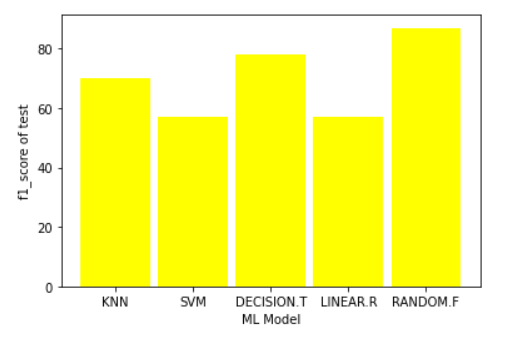 80
60
40
20
0
f1_score of test
KNN SVM DECISION.T LINEAR.R RANDOM.F
ML Model